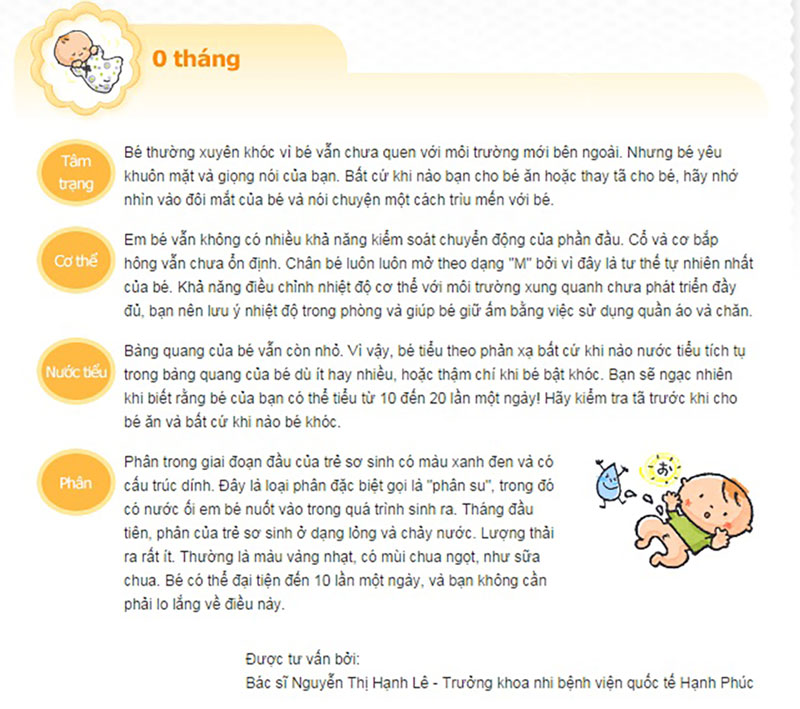 0 tháng
Tâm
trạng
Bé thường xuyên khóc vì bé vẫn chưa quen với môi trường mới bên ngoài. Nhưng bé yêu
khuôn mặt và giọng nói của bạn. Bất cứ khi nào bạn cho bé ăn hoặc thay tã cho bé, hãy nhớ
nhìn vào đôi mắt của bé và nói chuyện một cách trìu mến với bé.
Cơ thể
Em bé vẫn không có nhiều khả năng kiểm soát chuyển động của phần đầu. Cổ và cơ bắp
hông vẫn chưa ổn định. Chân bé luôn luôn mở theo dạng "M" bởi vì đây là tư thế tự nhiên nhất
của bé. Khả năng điều chỉnh nhiệt độ cơ thể với môi trường xung quanh chưa phát triển đầy
đủ, bạn nên lưu ý nhiệt độ trong phòng và giúp bé giữ ấm bằng việc sử dụng quần áo và chăn.
Nước tiểu
Bàng quang của bé vẫn còn nhỏ. Vì vậy, bé tiểu theo phản xạ bất cứ khi nào nước tiểu tích tụ
trong bàng quang của bé dù ít hay nhiều, hoặc thậm chí khi bé bật khóc. Bạn sẽ ngạc nhiên
khi biết rằng bé của bạn có thể tiểu từ 10 đến 20 lần một ngày! Hãy kiểm tra tã trước khi cho
bé ăn và bất cứ khi nào bé khóc.
Phân
Phân trong giai đoạn đầu của trẻ sơ sinh có màu xanh đen và có
cấu trúc dính. Đây là loại phân đặc biệt gọi là "phân su", trong đó
có nước ối em bé nuốt vào trong quá trình sinh ra. Tháng đầu
tiên, phân của trẻ sơ sinh ở dạng lỏng và chảy nước. Lượng thải
ra rất ít. Thường là màu vàng nhạt, có mùi chua ngọt, như sữa
chua. Bé có thể đại tiện đến 10 lần một ngày, và bạn không cần
phải lo lắng về điều này.
お
Được tư vấn bởi:
Bác sĩ Nguyễn Thị Hạnh Lê - Trưởng khoa nhi bệnh viện quốc tế Hạnh Phúc